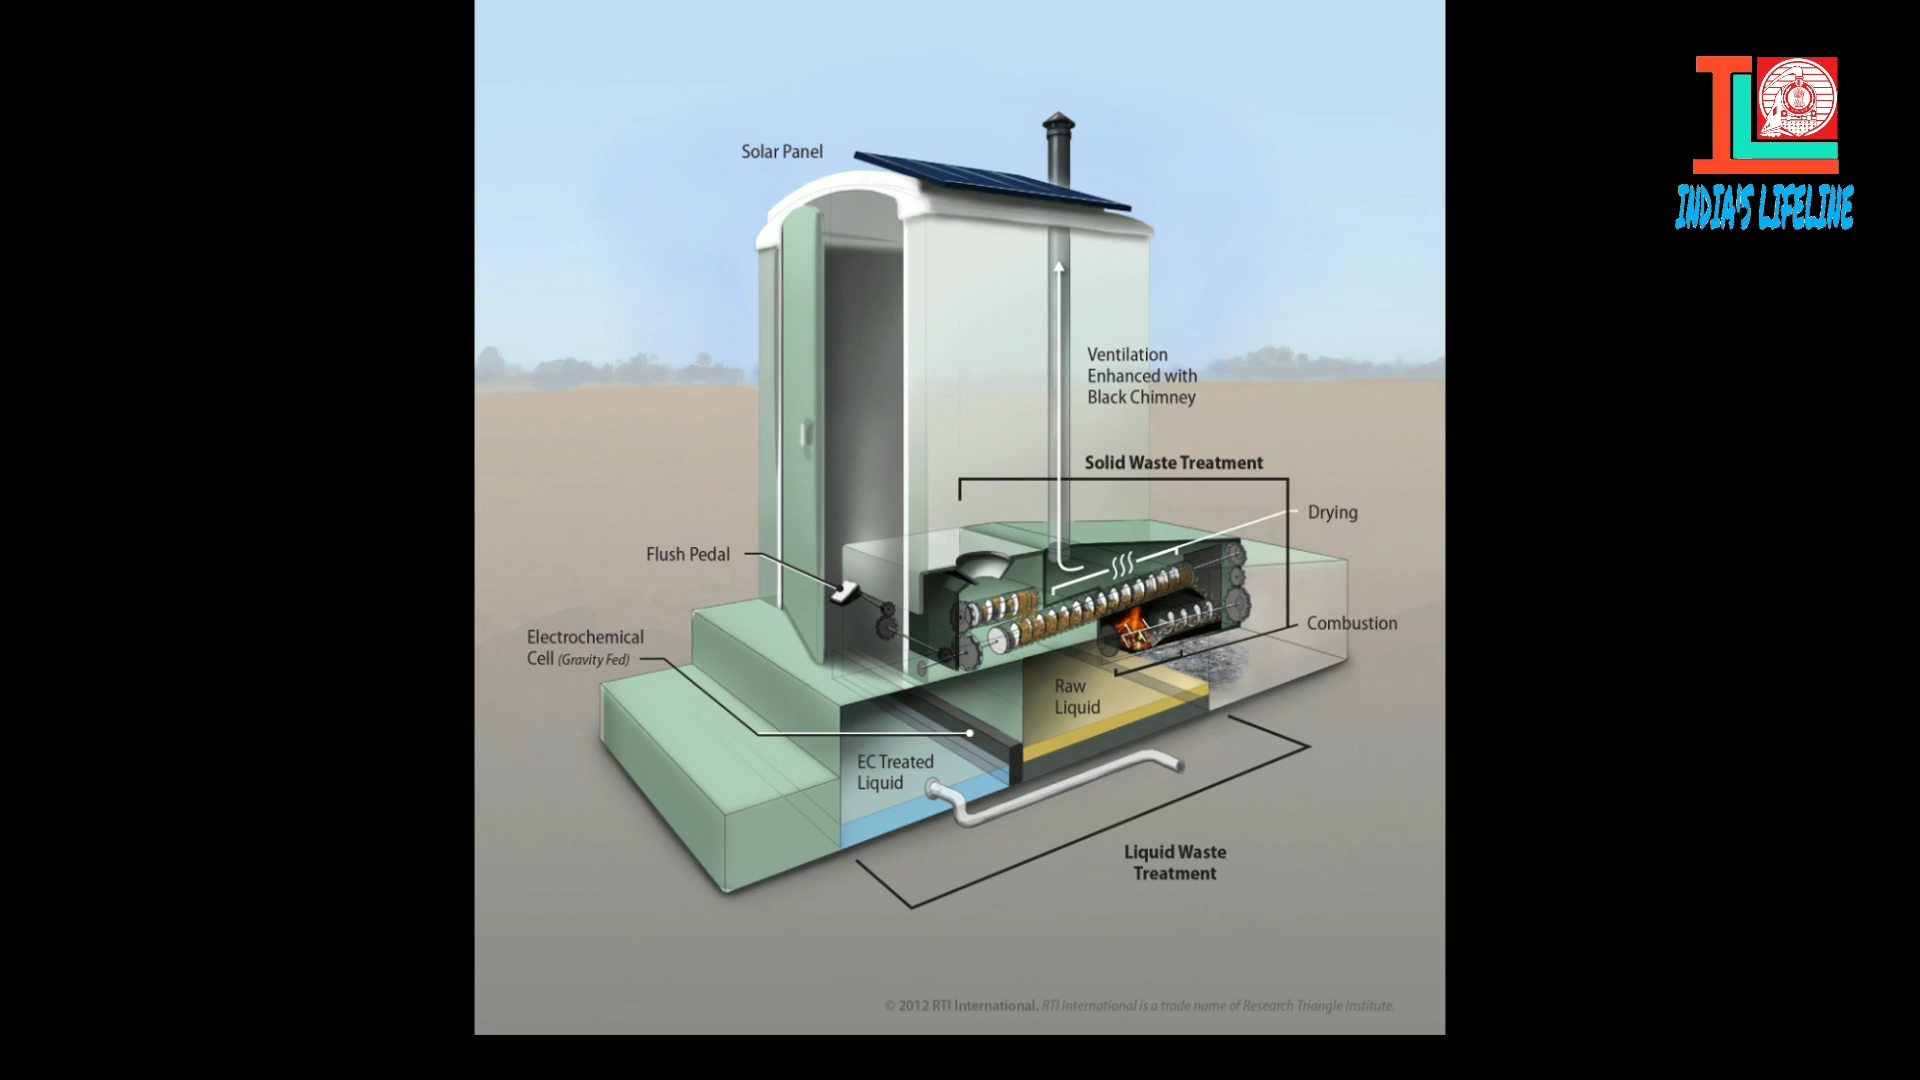 Solar Panel
INDIA'S LIFELINE
Ventilation
Enhanced with
Black Chimney
Solid Waste Treatment
Drying
Flush Pedal
Combustion
Electrochemical
Cell (Gravity Fed)
Raw
Liquid
EC Treated
Liquid
Liquid Waste
Treatment
© 2012 RTI International. RTI International is a trade name of Research Triangle Institute.